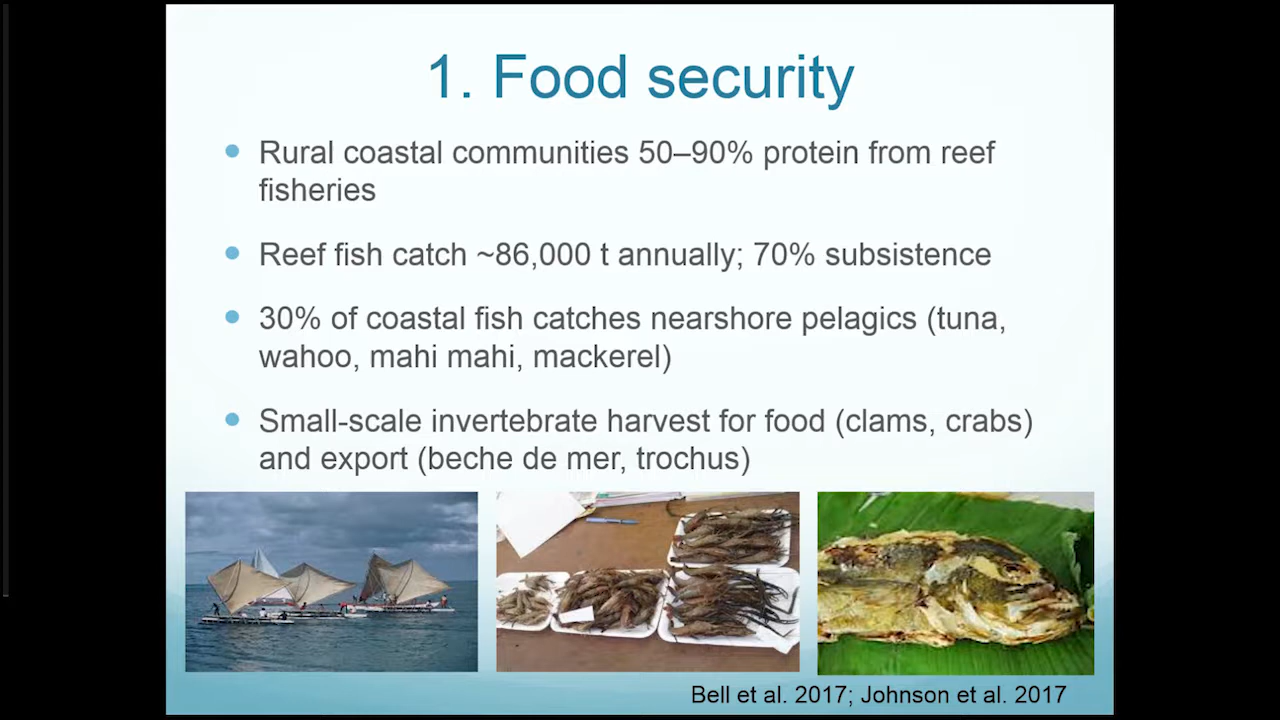 1. Food security
Rural coastal communities 50–90% protein from reef
fisheries
Reef fish catch ~86,000 t annually; 70% subsistence
30% of coastal fish catches nearshore pelagics (tuna,
wahoo, mahi mahi, mackerel)
Small-scale invertebrate harvest for food (clams, crabs)
and export (beche de mer, trochus)
Bell et al. 2017; Johnson et al. 2017